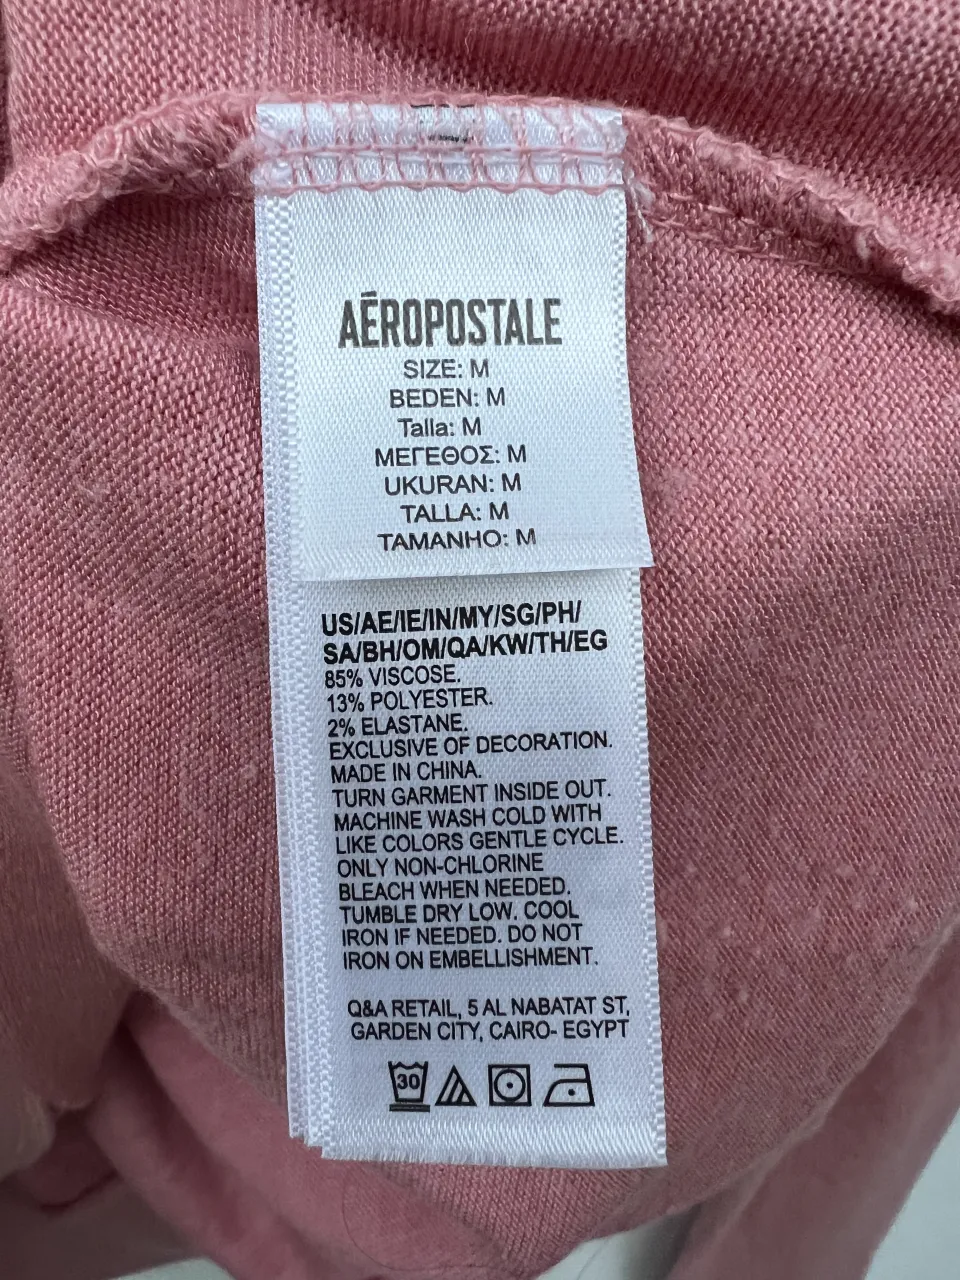 AÉROPOSTALE
SIZE: M
BEDEN: M
Talla: M
ΜΕΓΕΘΟΣ: M
UKURAN: M
TALLA: M
TAMANHO: M
US/AE/IE/IN/MY/SG/PH/
SA/BH/OM/QA/KW/TH/EG
85% VISCOSE.
13% POLYESTER.
2% ELASTANE.
EXCLUSIVE OF DECORATION.
MADE IN CHINA.
TURN GARMENT INSIDE OUT.
MACHINE WASH COLD WITH
LIKE COLORS GENTLE CYCLE.
ONLY NON-CHLORINE
BLEACH WHEN NEEDED.
TUMBLE DRY LOW. COOL
IRON IF NEEDED. DO NOT
IRON ON EMBELLISHMENT.
Q&A RETAIL, 5 AL NABATAT ST,
GARDEN CITY, CAIRO- EGYPT
30